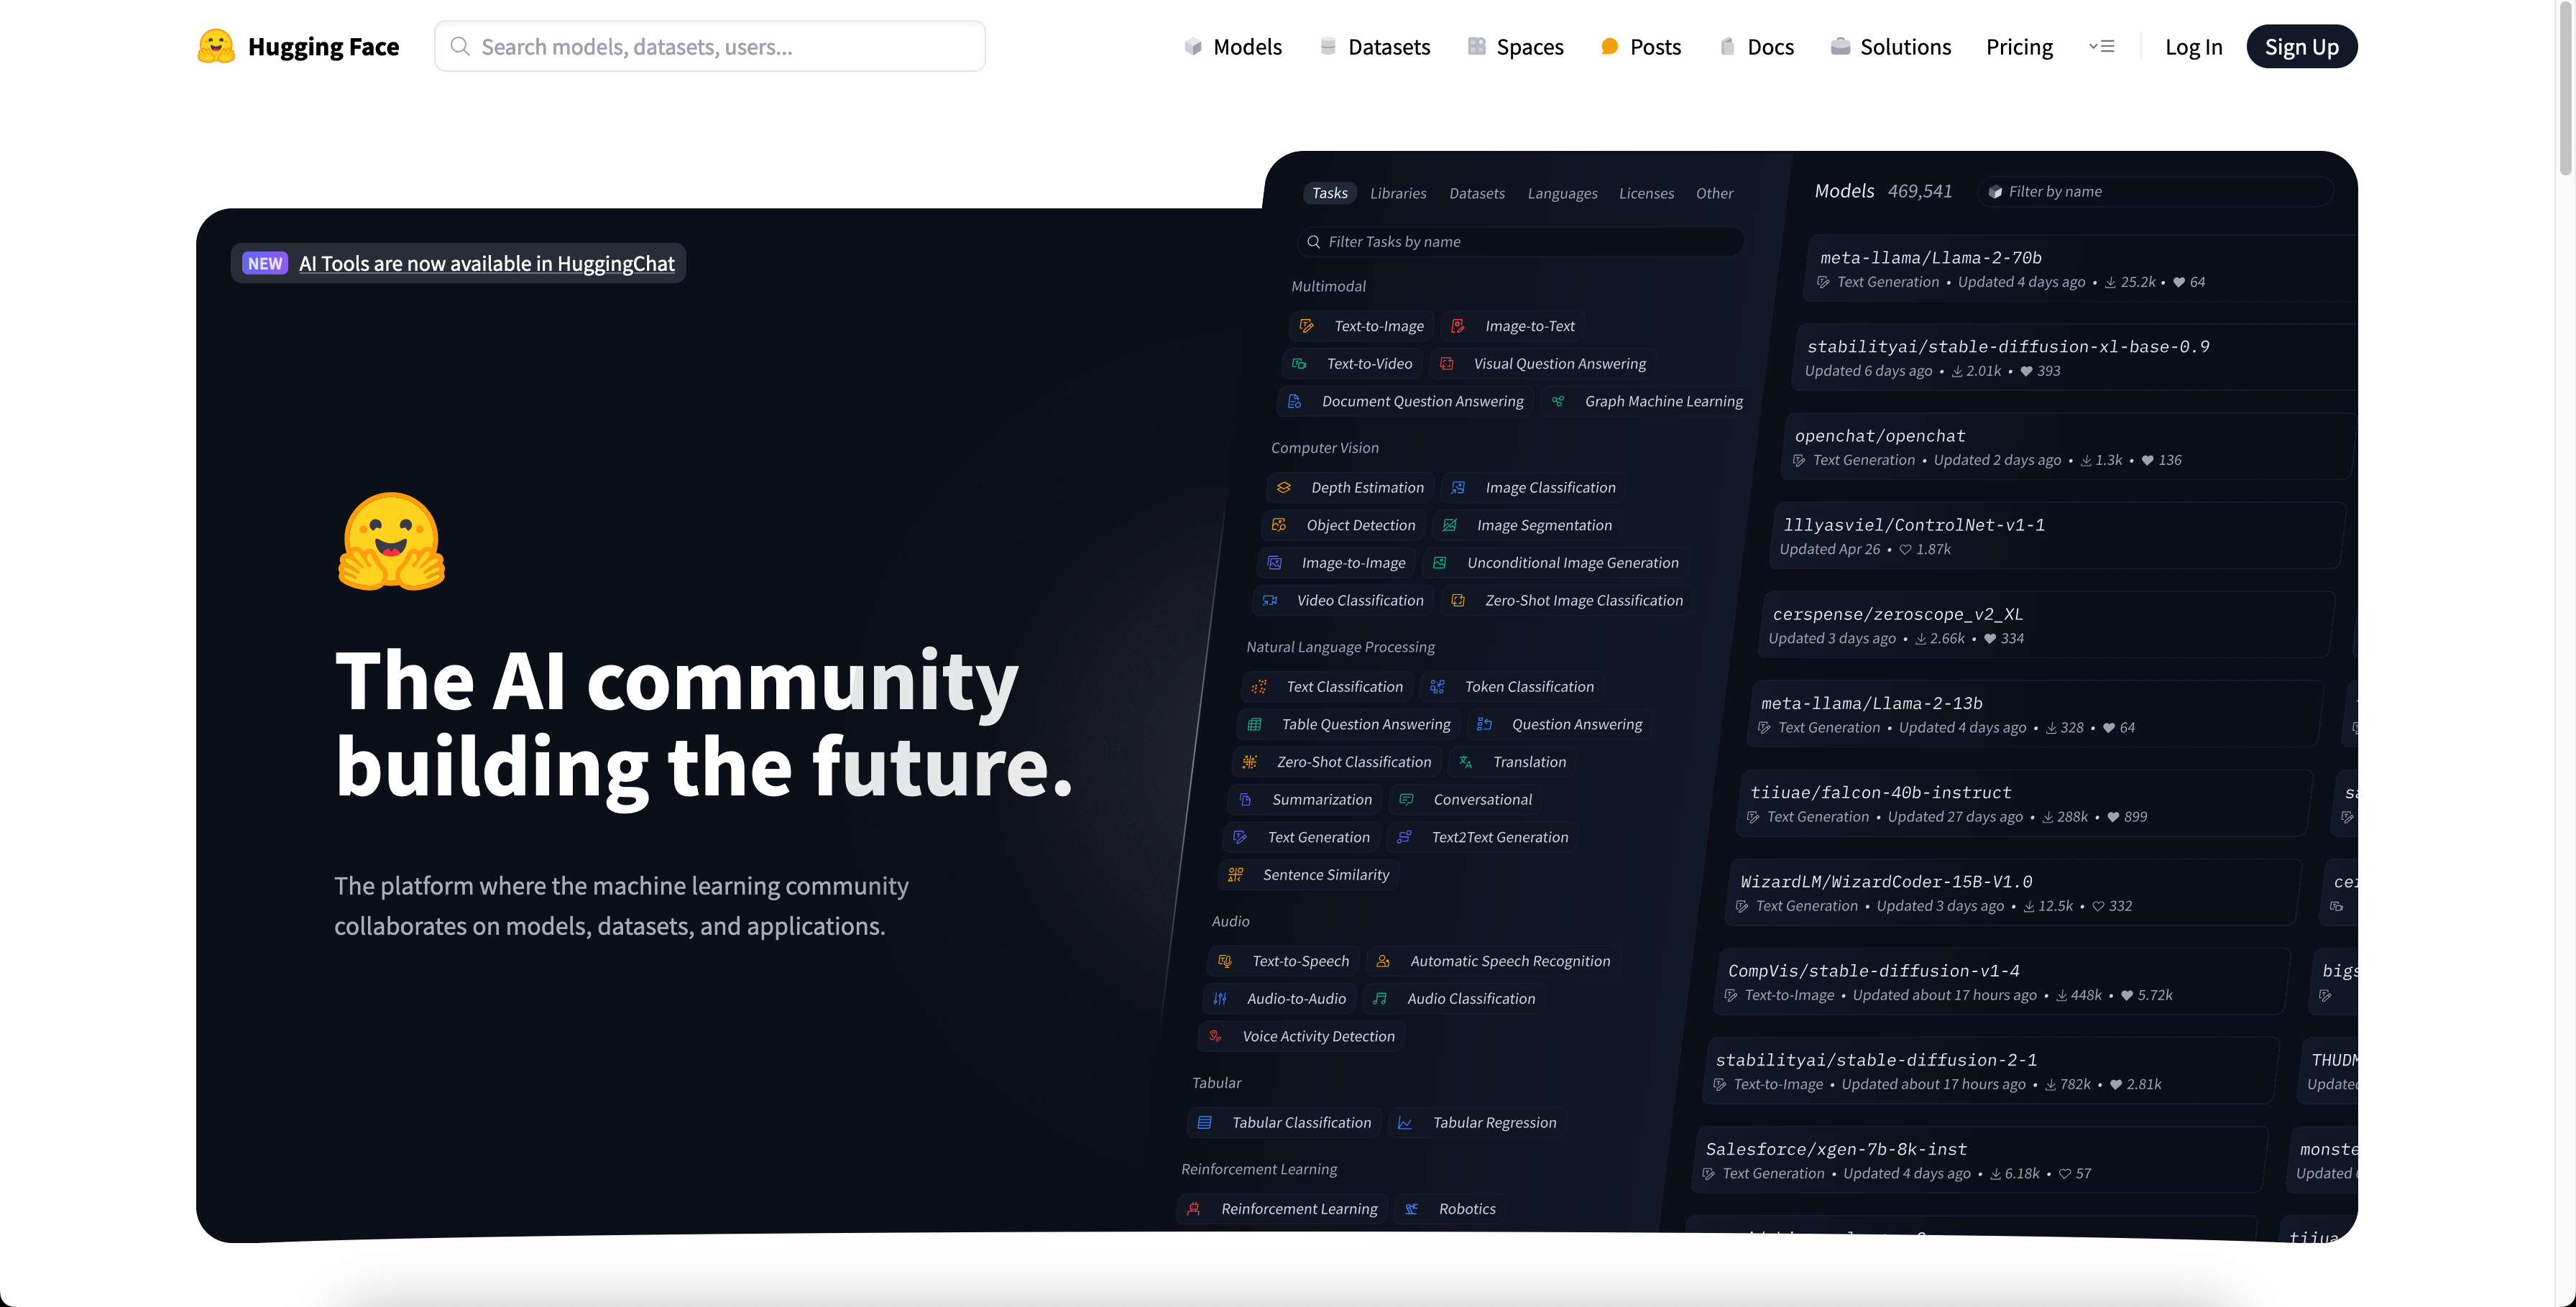 Hugging Face
Search models, datasets, users...
Models
Datasets
Spaces
Posts
Docs
Solutions
Pricing
Log In
Sign Up
NEW AI Tools are now available in HuggingChat
The AI community
building the future.
The platform where the machine learning community
collaborates on models, datasets, and applications.
Tasks Libraries Datasets Languages Licenses Other
Filter Tasks by name
Multimodal
Text-to-Image Image-to-Text
Text-to-Video Visual Question Answering
Document Question Answering Graph Machine Learning
Computer Vision
Depth Estimation Image Classification
Object Detection Image Segmentation
Image-to-Image Unconditional Image Generation
Video Classification Zero-Shot Image Classification
Natural Language Processing
Text Classification Token Classification
Table Question Answering Question Answering
Zero-Shot Classification Translation
Summarization Conversational
Text Generation Text2Text Generation
Sentence Similarity
Audio
Text-to-Speech Automatic Speech Recognition
Audio-to-Audio Audio Classification
Voice Activity Detection
Tabular
Tabular Classification Tabular Regression
Reinforcement Learning
Reinforcement Learning Robotics
Models 469,541 Filter by name
meta-llama/Llama-2-70b
Text Generation • Updated 4 days ago • 25.2k • 64
stabilityai/stable-diffusion-xl-base-0.9
Updated 6 days ago • 2.01k • 393
openchat/openchat
Text Generation • Updated 2 days ago • 1.3k • 136
lllyasviel/ControlNet-v1-1
Updated Apr 26 • 1.87k
cerspense/zeroscope_v2_XL
Updated 3 days ago • 2.66k • 334
meta-llama/Llama-2-13b
Text Generation • Updated 4 days ago • 328 • 64
tiiuae/falcon-40b-instruct
Text Generation • Updated 27 days ago • 288k • 899
WizardLM/WizardCoder-15B-V1.0
Text Generation • Updated 3 days ago • 12.5k • 332
CompVis/stable-diffusion-v1-4
Text-to-Image • Updated about 17 hours ago • 448k • 5.72k
stabilityai/stable-diffusion-2-1
Text-to-Image • Updated about 17 hours ago • 782k • 2.81k
Salesforce/xgen-7b-8k-inst
Text Generation • Updated 4 days ago • 6.18k • 57